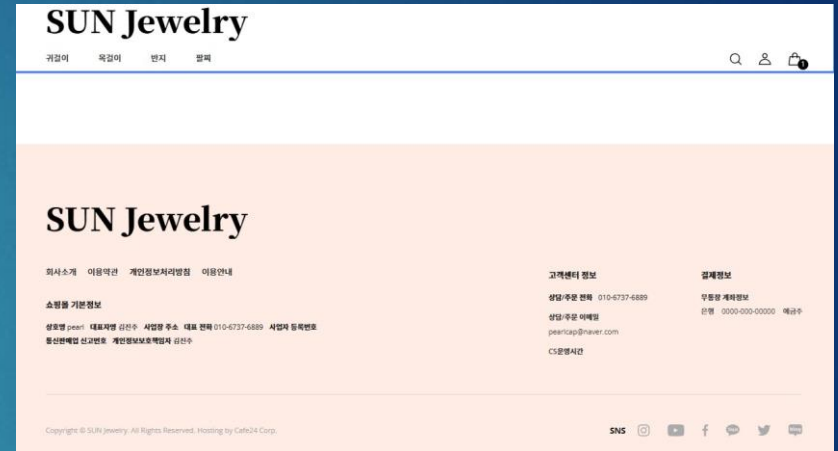 SUN Jewelry
귀걸이 목걸이 반지 팔찌
1
SUN Jewelry
회사소개 이용약관 개인정보처리방침 이용안내
쇼핑몰 기본정보
상호명 pearl 대표자명 김진주 사업장 주소 대표 전화 010-6737-6889 사업자 등록번호
통신판매업 신고번호 개인정보보호책임자 김진주
고객센터 정보
상담/주문 전화 010-6737-6889
상담/주문 이메일
pearlcap@naver.com
CS운영시간
결제정보
무통장 계좌정보
은행 0000-000-00000 예금주
Copyright © SUN Jewelry. All Rights Reserved. Hosting by Cafe24 Corp.
SNS